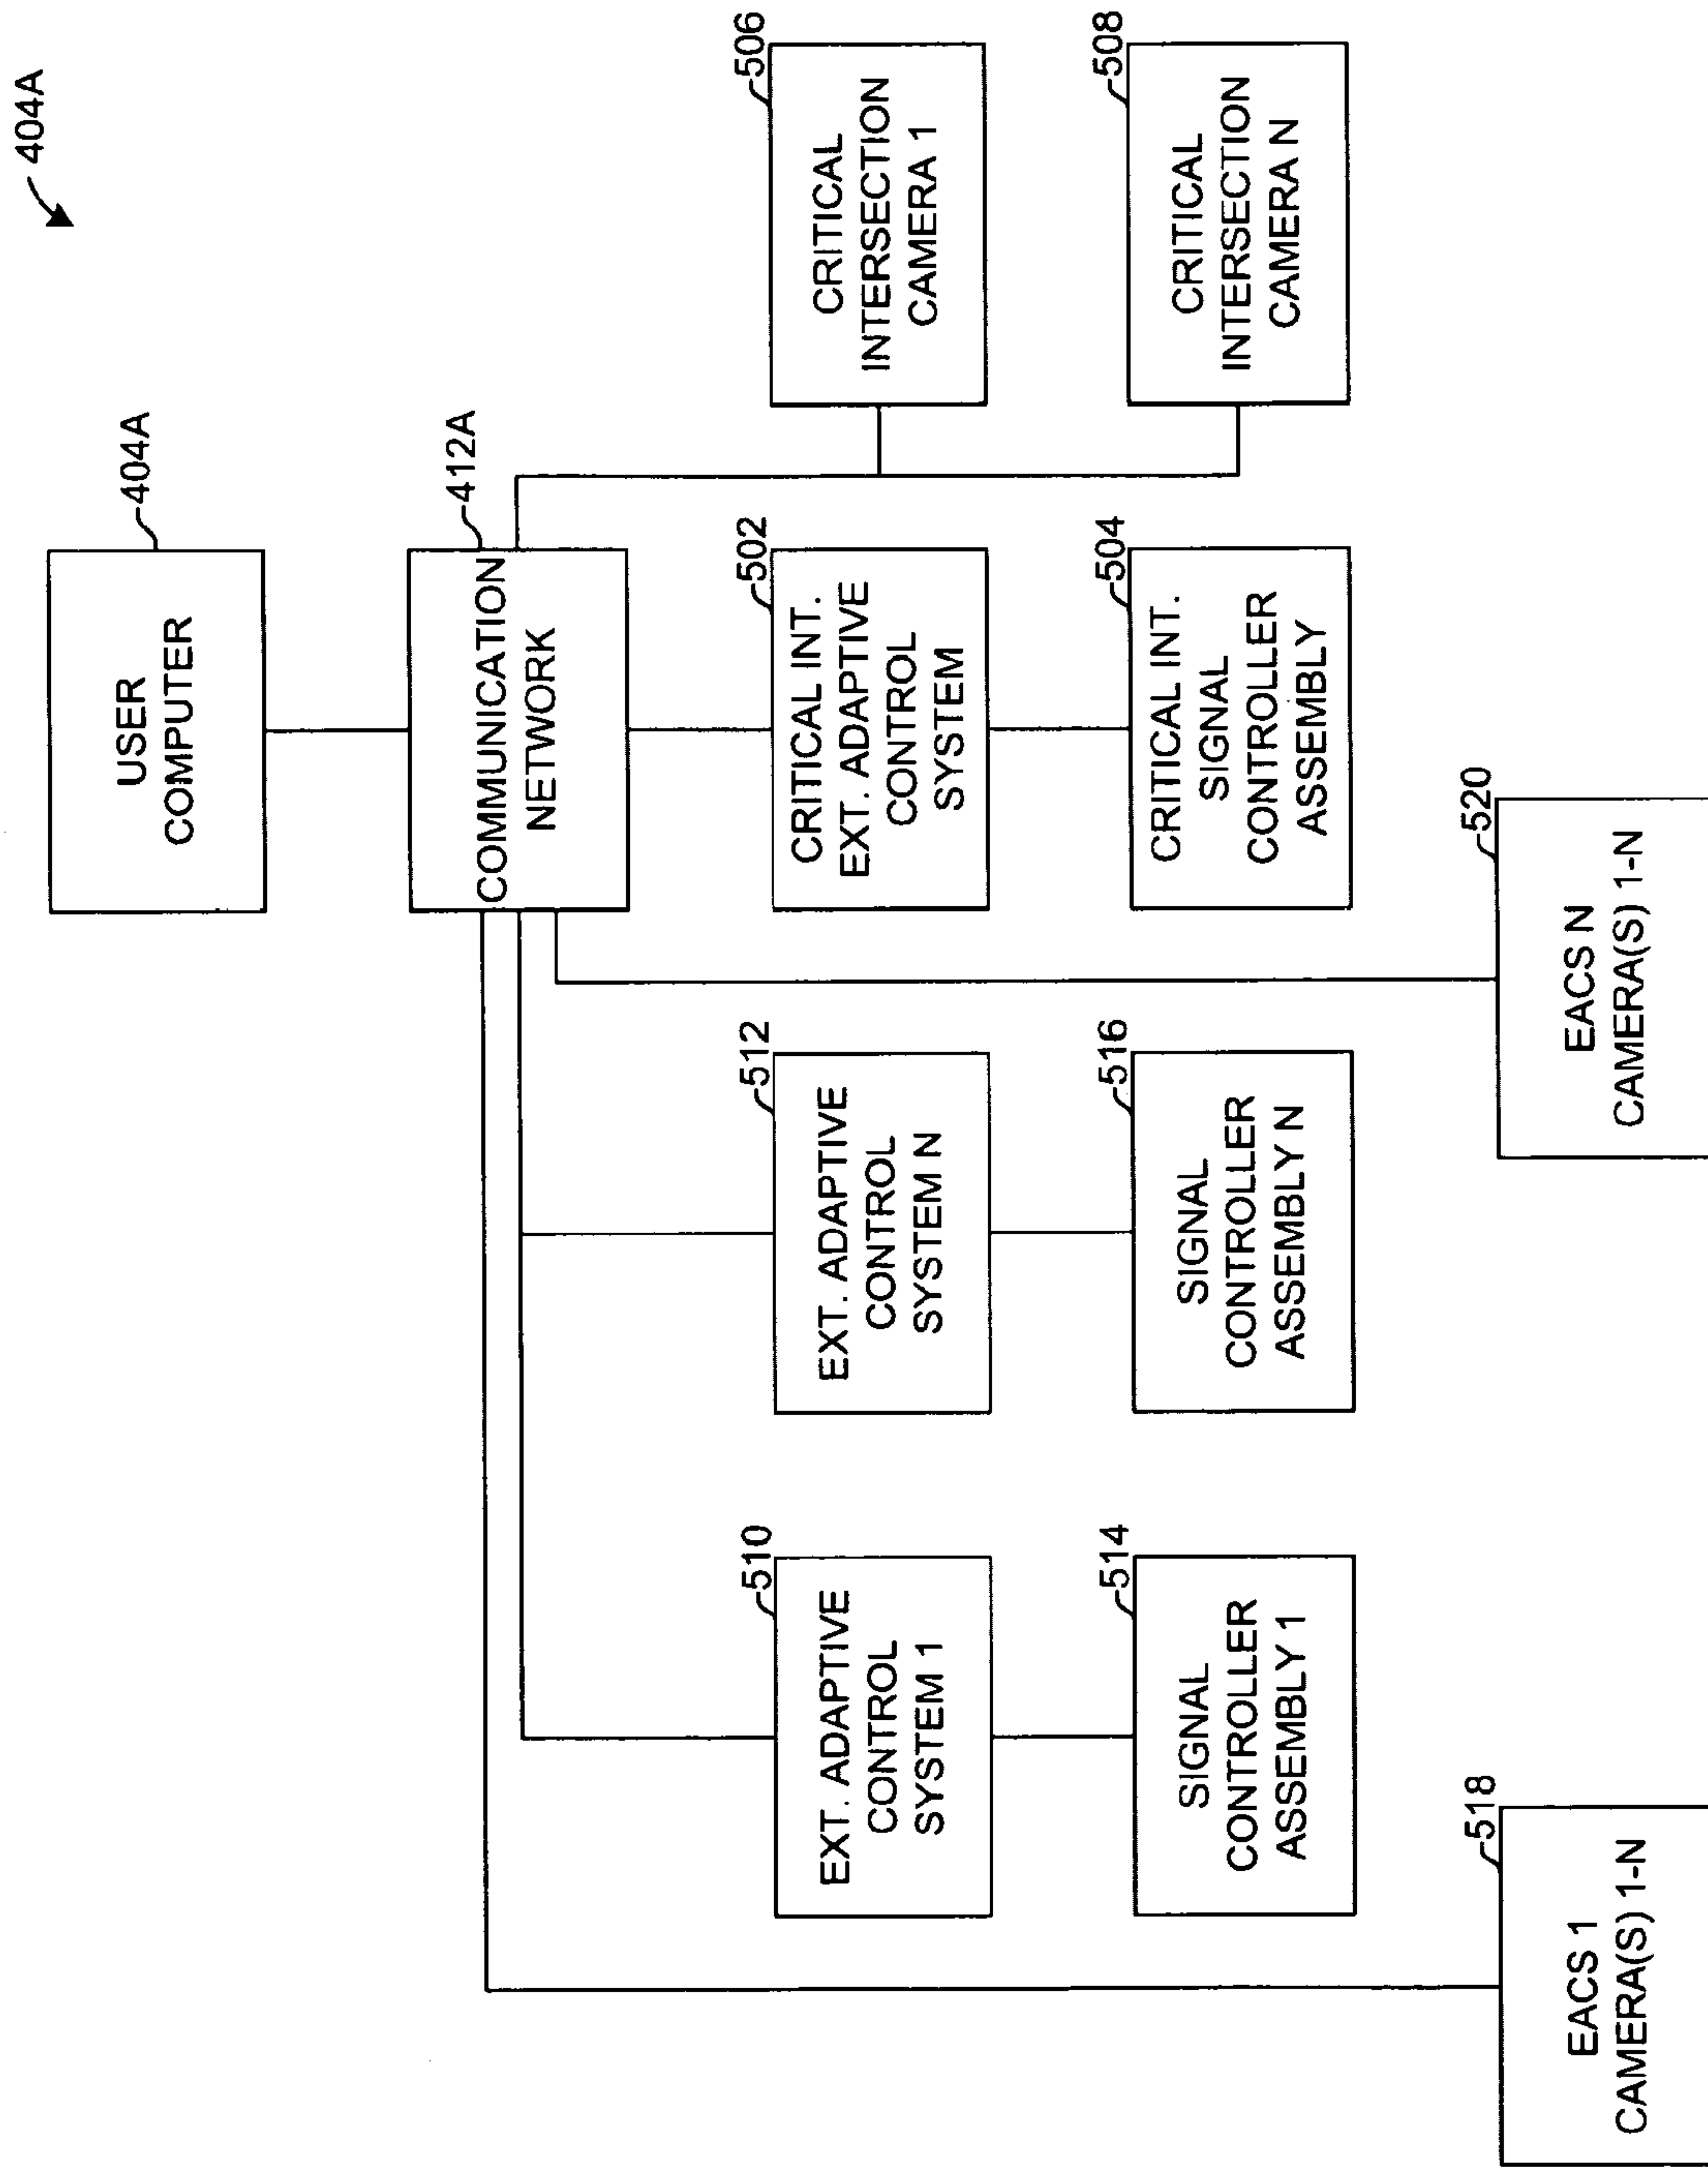 404A
USER
COMPUTER
404A
COMMUNICATION
NETWORK
412A
EXT. ADAPTIVE
CONTROL
SYSTEM 1
510
EXT. ADAPTIVE
CONTROL
SYSTEM N
512
CRITICAL INT.
EXT. ADAPTIVE
CONTROL
SYSTEM
502
CRITICAL
INTERSECTION
CAMERA 1
506
SIGNAL
CONTROLLER
ASSEMBLY 1
514
SIGNAL
CONTROLLER
ASSEMBLY N
516
CRITICAL INT.
SIGNAL
CONTROLLER
ASSEMBLY
504
CRITICAL
INTERSECTION
CAMERA N
508
EACS 1
CAMERA(S) 1-N
518
EACS N
CAMERA(S) 1-N
520